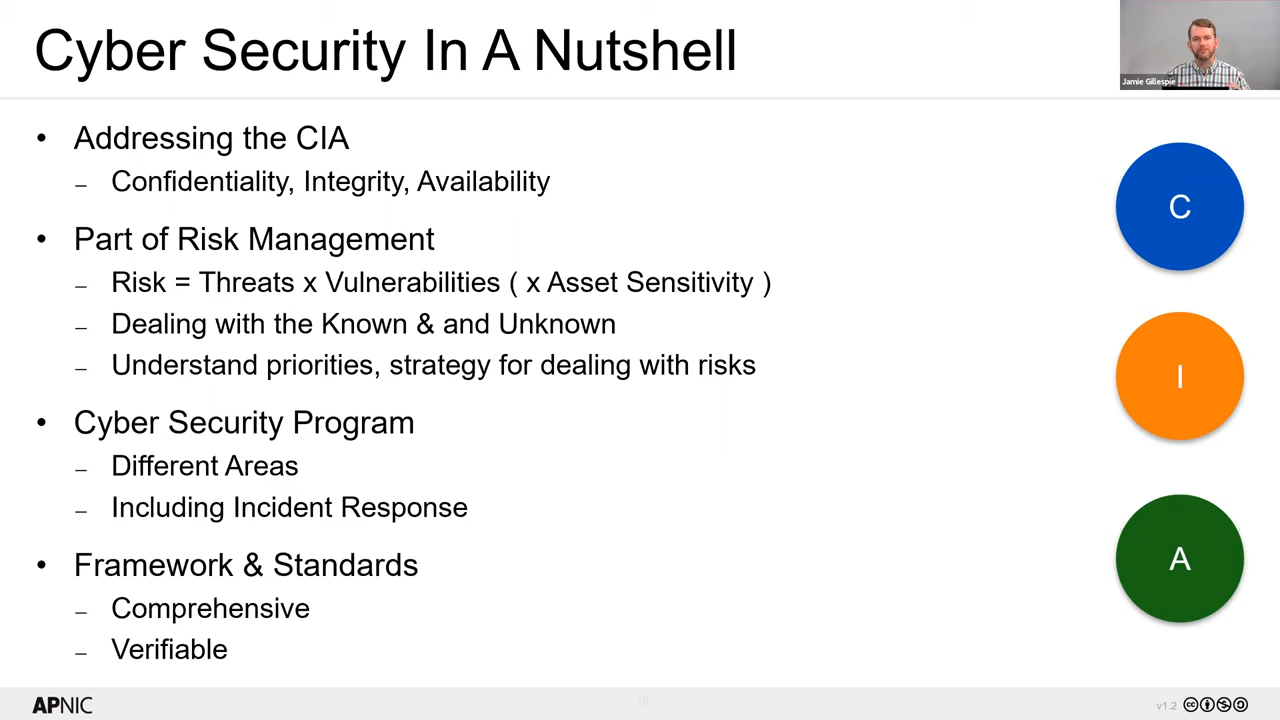 Cyber Security In A Nutshell
Jamie Gillespie
• Addressing the CIA
– Confidentiality, Integrity, Availability
• Part of Risk Management
– Risk = Threats x Vulnerabilities ( x Asset Sensitivity )
– Dealing with the Known & and Unknown
– Understand priorities, strategy for dealing with risks
• Cyber Security Program
– Different Areas
– Including Incident Response
• Framework & Standards
– Comprehensive
– Verifiable
C
I
A
APNIC
15
v1.2